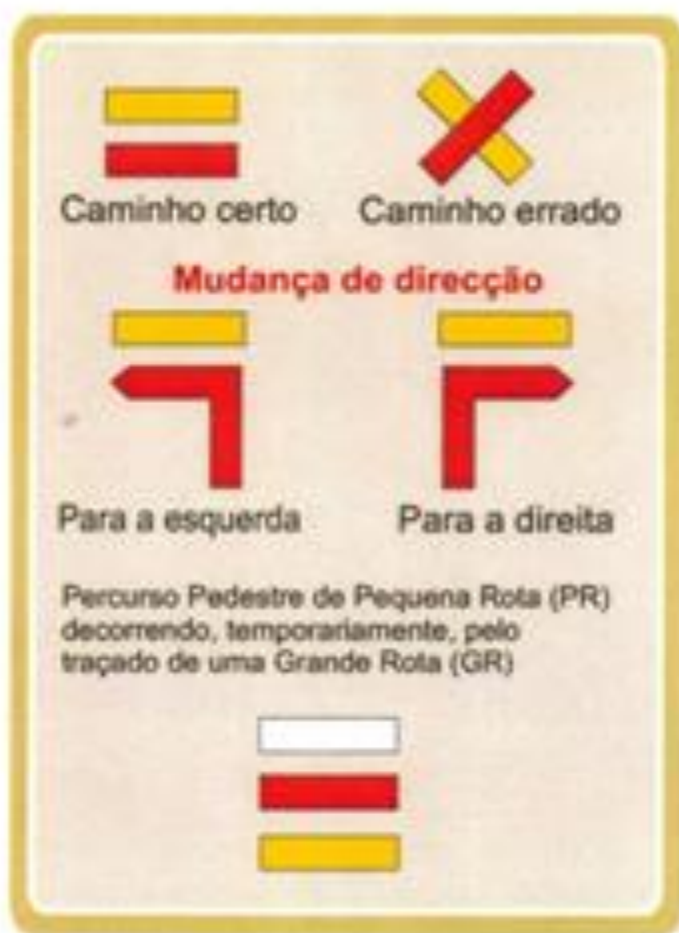 Caminho certo
Caminho errado
Mudança de direcção
Para a esquerda
Para a direita
Percurso Pedestre de Pequena Rota (PR)
decorrendo, temporariamente, pelo
traçado de uma Grande Rota (GR)